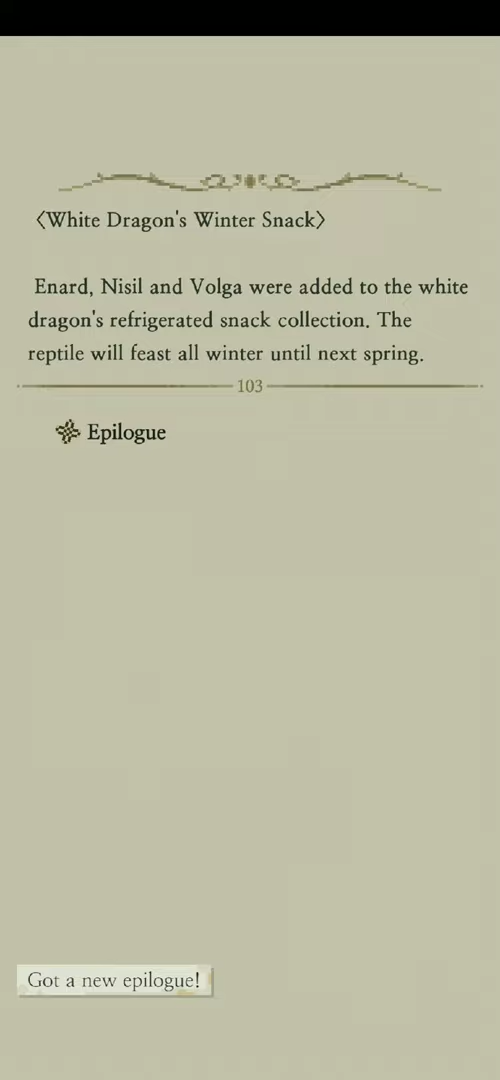 〈White Dragon's Winter Snack〉
Enard, Nisil and Volga were added to the white
dragon's refrigerated snack collection. The
reptile will feast all winter until next spring.
103
Epilogue
Got a new epilogue!